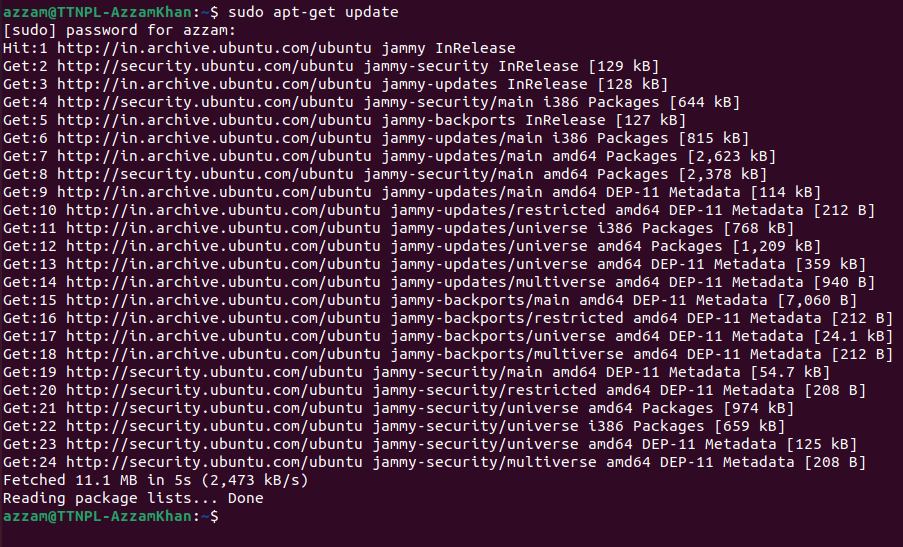 azzam@TTNPL-AzzamKhan:~$ sudo apt-get update
[sudo] password for azzam:
Hit:1 http://in.archive.ubuntu.com/ubuntu jammy InRelease
Get:2 http://security.ubuntu.com/ubuntu jammy-security InRelease [129 kB]
Get:3 http://in.archive.ubuntu.com/ubuntu jammy-updates InRelease [128 kB]
Get:4 http://security.ubuntu.com/ubuntu jammy-security/main i386 Packages [644 kB]
Get:5 http://in.archive.ubuntu.com/ubuntu jammy-backports InRelease [127 kB]
Get:6 http://in.archive.ubuntu.com/ubuntu jammy-updates/main i386 Packages [815 kB]
Get:7 http://in.archive.ubuntu.com/ubuntu jammy-updates/main amd64 Packages [2,623 kB]
Get:8 http://security.ubuntu.com/ubuntu jammy-security/main amd64 Packages [2,378 kB]
Get:9 http://in.archive.ubuntu.com/ubuntu jammy-updates/main amd64 DEP-11 Metadata [114 kB]
Get:10 http://in.archive.ubuntu.com/ubuntu jammy-updates/restricted amd64 DEP-11 Metadata [212 B]
Get:11 http://in.archive.ubuntu.com/ubuntu jammy-updates/universe i386 Packages [768 kB]
Get:12 http://in.archive.ubuntu.com/ubuntu jammy-updates/universe amd64 Packages [1,209 kB]
Get:13 http://in.archive.ubuntu.com/ubuntu jammy-updates/universe amd64 DEP-11 Metadata [359 kB]
Get:14 http://in.archive.ubuntu.com/ubuntu jammy-updates/multiverse amd64 DEP-11 Metadata [940 B]
Get:15 http://in.archive.ubuntu.com/ubuntu jammy-backports/main amd64 DEP-11 Metadata [7,060 B]
Get:16 http://in.archive.ubuntu.com/ubuntu jammy-backports/restricted amd64 DEP-11 Metadata [212 B]
Get:17 http://in.archive.ubuntu.com/ubuntu jammy-backports/universe amd64 DEP-11 Metadata [24.1 kB]
Get:18 http://in.archive.ubuntu.com/ubuntu jammy-backports/multiverse amd64 DEP-11 Metadata [212 B]
Get:19 http://security.ubuntu.com/ubuntu jammy-security/main amd64 DEP-11 Metadata [54.7 kB]
Get:20 http://security.ubuntu.com/ubuntu jammy-security/restricted amd64 DEP-11 Metadata [208 B]
Get:21 http://security.ubuntu.com/ubuntu jammy-security/universe amd64 Packages [974 kB]
Get:22 http://security.ubuntu.com/ubuntu jammy-security/universe i386 Packages [659 kB]
Get:23 http://security.ubuntu.com/ubuntu jammy-security/universe amd64 DEP-11 Metadata [125 kB]
Get:24 http://security.ubuntu.com/ubuntu jammy-security/multiverse amd64 DEP-11 Metadata [208 B]
Fetched 11.1 MB in 5s (2,473 kB/s)
Reading package lists... Done
azzam@TTNPL-AzzamKhan:~$